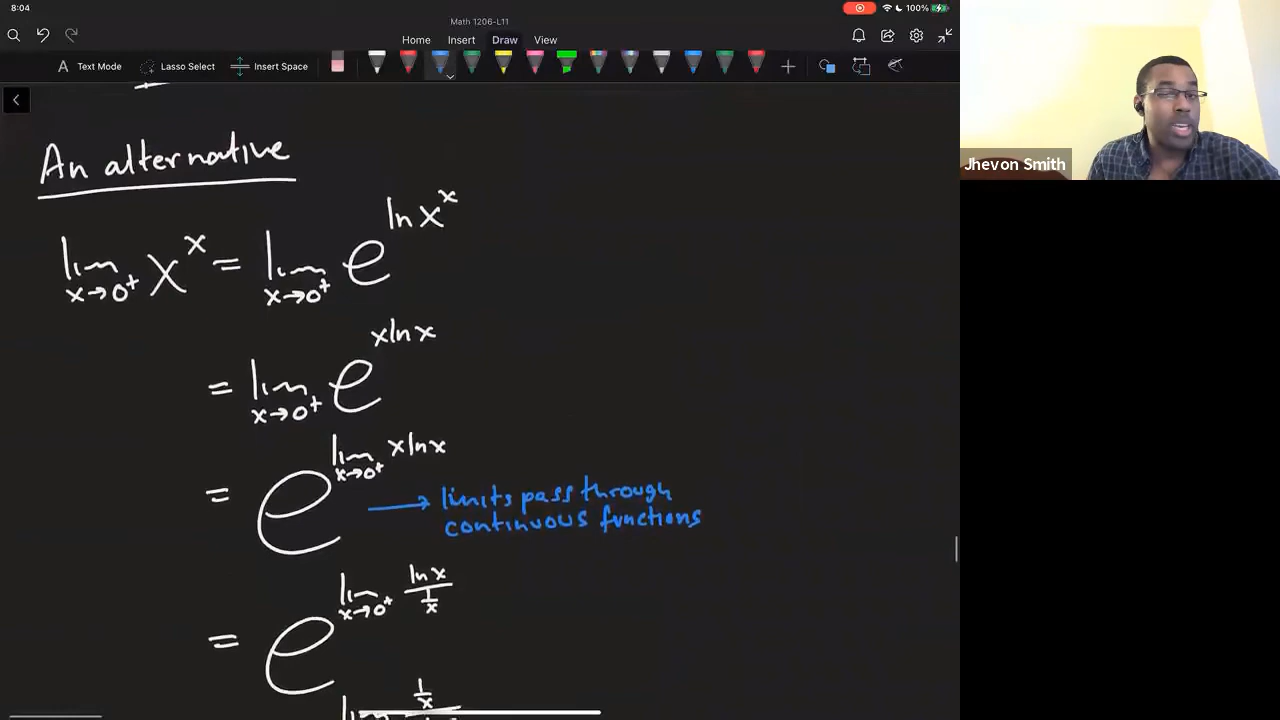 8:04
100%
Math 1206-L11
Home Insert Draw View
Text Mode Lasso Select Insert Space
Jhevon Smith
An alternative
lim x→0⁺ x^x = lim x→0⁺ e^(ln x^x)
= lim x→0⁺ e^(x ln x)
= e^(lim x→0⁺ x ln x)
→ limits pass through
continuous functions
= e^(lim x→0⁺ (ln x)/(1/x))
lim 1/x